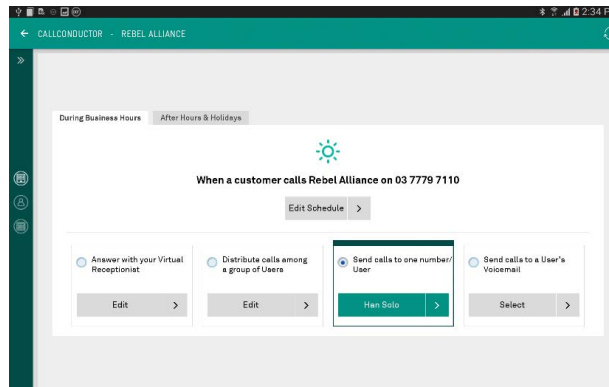 2:34 P
CALLCONDUCTOR - REBEL ALLIANCE
During Business Hours
After Hours & Holidays
When a customer calls Rebel Alliance on 03 7779 7110
Edit Schedule
Answer with your Virtual
Receptionist
Edit
Distribute calls among
a group of Users
Edit
Send calls to one number/
User
Han Solo
Send calls to a User's
Voicemail
Select